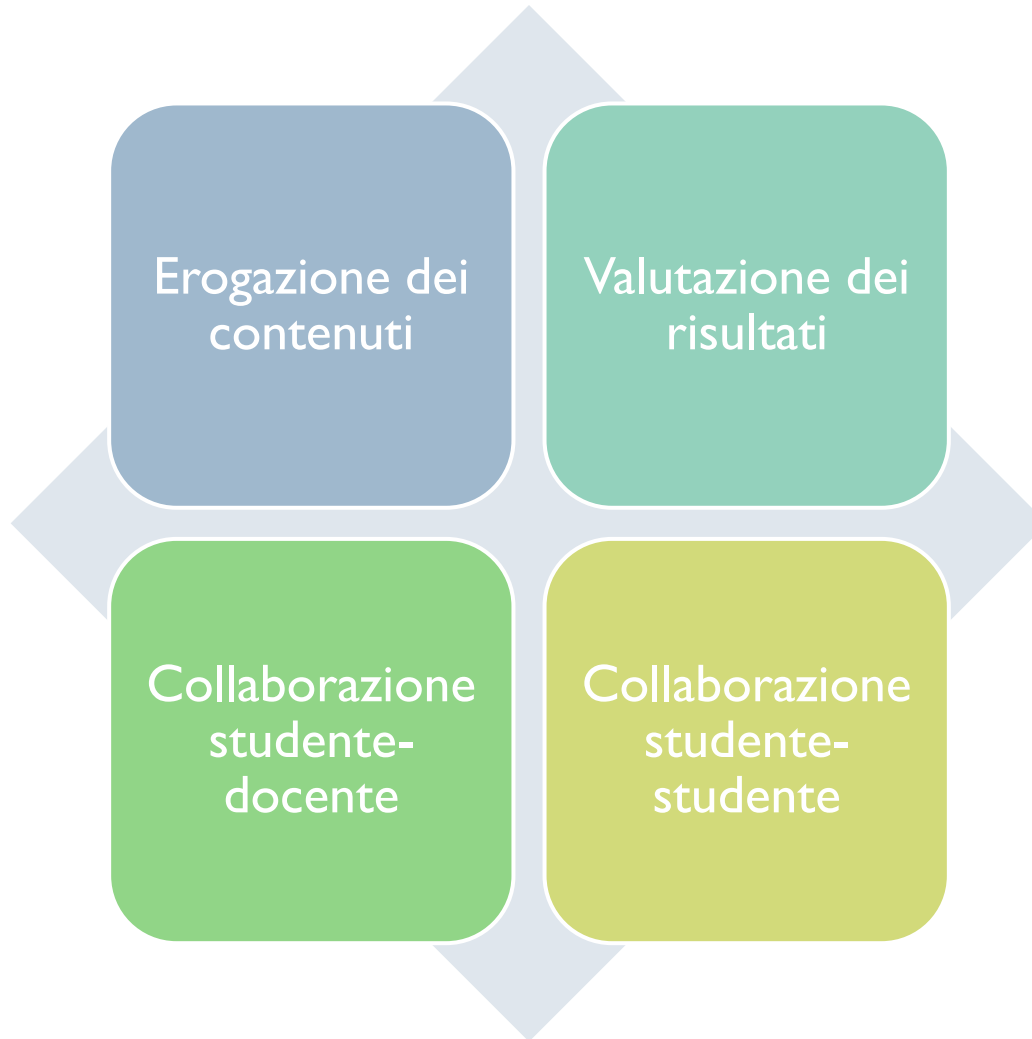 Erogazione dei
contenuti
Valutazione dei
risultati
Collaborazione
studente-
docente
Collaborazione
studente-
studente